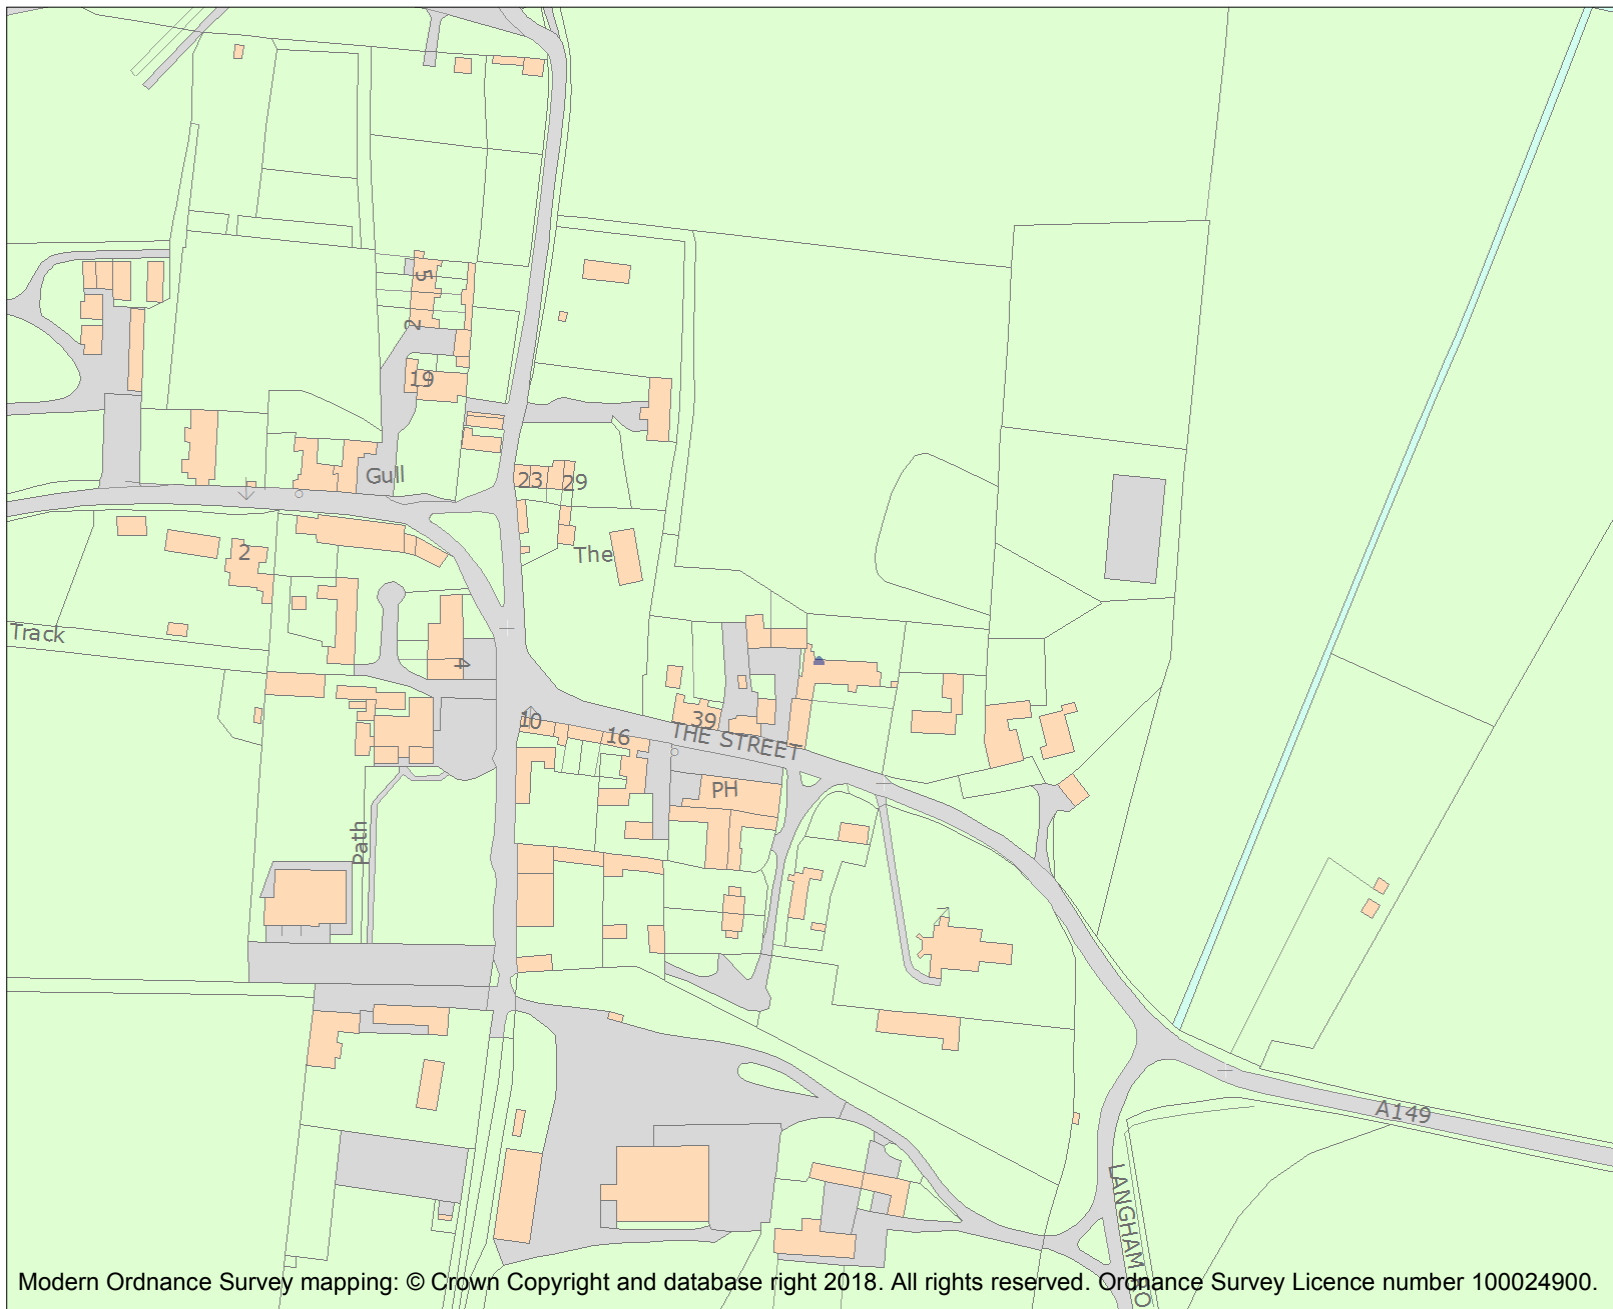 5
2
19
Gull
23
29
The
2
Track
4
10
16
39
THE STREET
PH
Path
A149
LANGHAM RO
Modern Ordnance Survey mapping: © Crown Copyright and database right 2018. All rights reserved. Ordnance Survey Licence number 100024900.